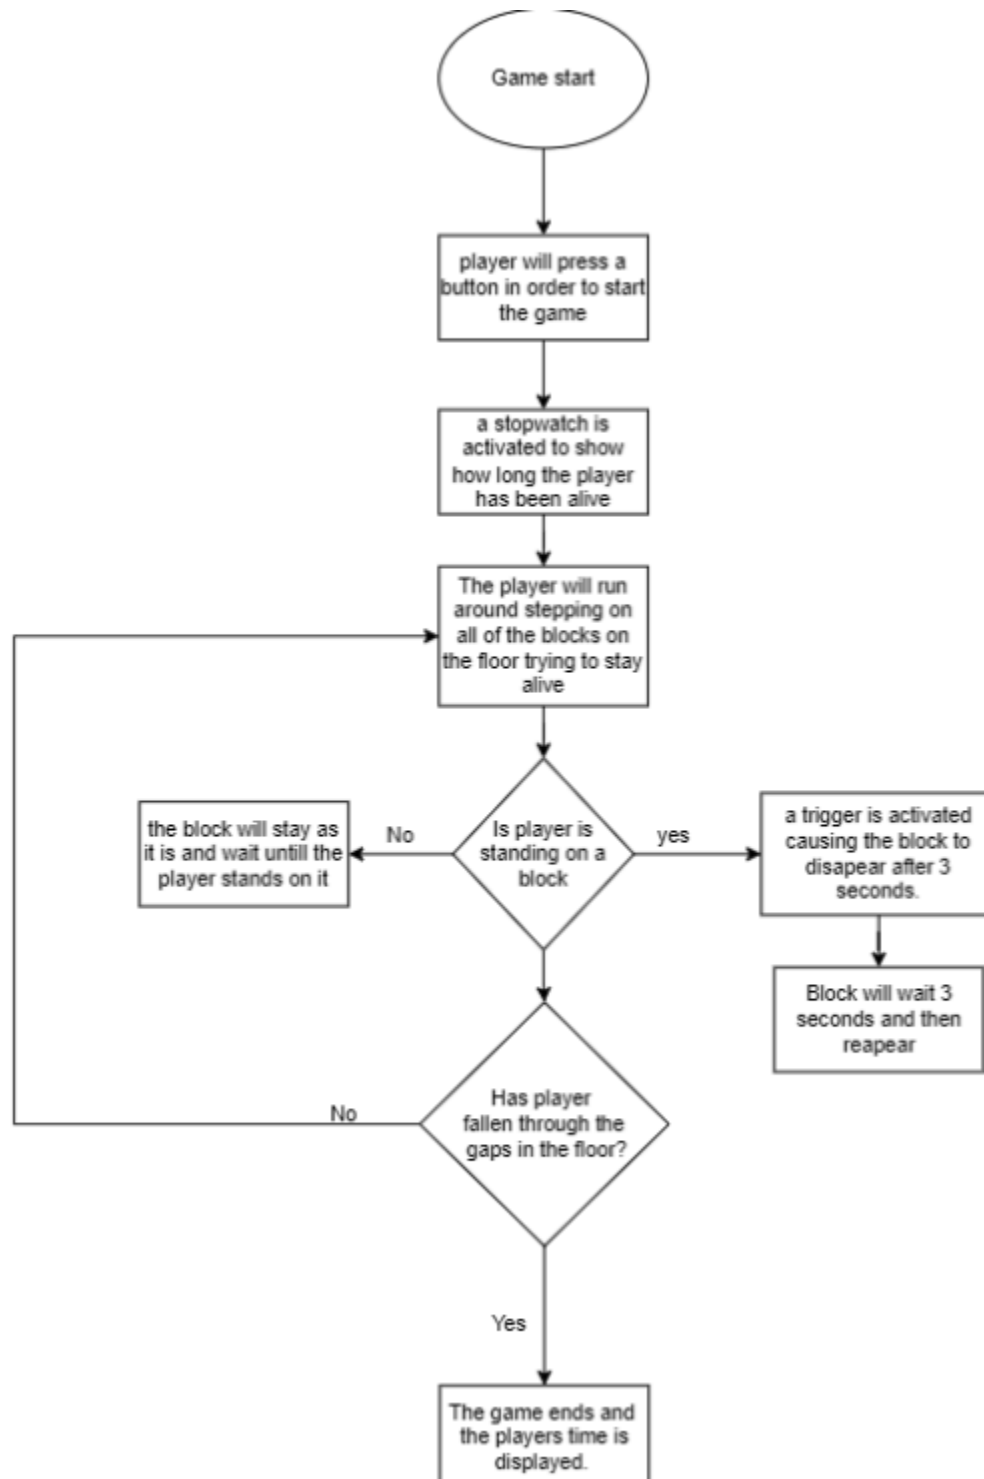 Game start
player will press a
button in order to start
the game
a stopwatch is
activated to show
how long the player
has been alive
The player will run
around stepping on
all of the blocks on
the floor trying to stay
alive
Is player is
standing on a
block
No
the block will stay as
it is and wait untill the
player stands on it
yes
a trigger is activated
causing the block to
disapear after 3
seconds.
Block will wait 3
seconds and then
reapear
Has player
fallen through the
gaps in the floor?
No
Yes
The game ends and
the players time is
displayed.